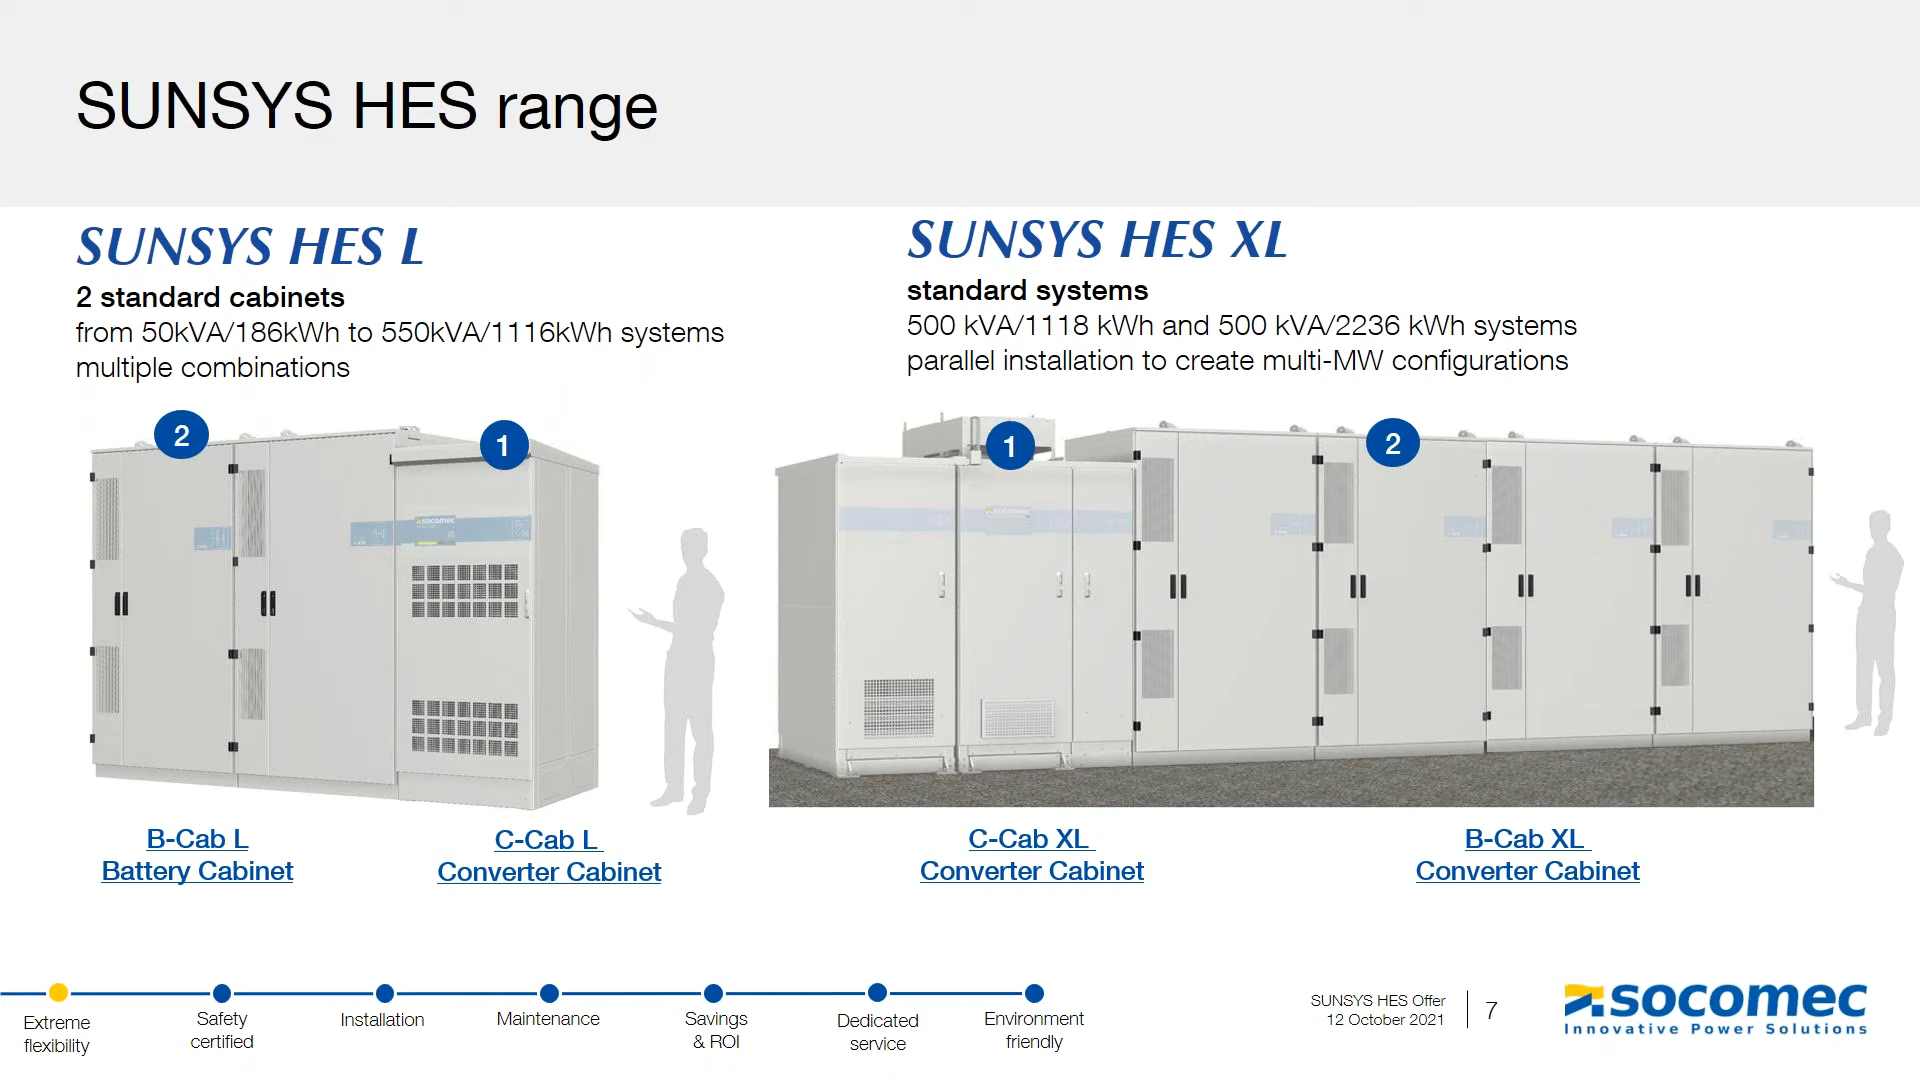 SUNSYS HES range
SUNSYS HES L
2 standard cabinets
from 50kVA/186kWh to 550kVA/1116kWh systems
multiple combinations
SUNSYS HES XL
standard systems
500 kVA/1118 kWh and 500 kVA/2236 kWh systems
parallel installation to create multi-MW configurations
2
1
socomec
1
2
socomec
B-Cab L
Battery Cabinet
C-Cab L
Converter Cabinet
C-Cab XL
Converter Cabinet
B-Cab XL
Converter Cabinet
Extreme
flexibility
Safety
certified
Installation
Maintenance
Savings
& ROI
Dedicated
service
Environment
friendly
SUNSYS HES Offer
12 October 2021
7
socomec
Innovative Power Solutions